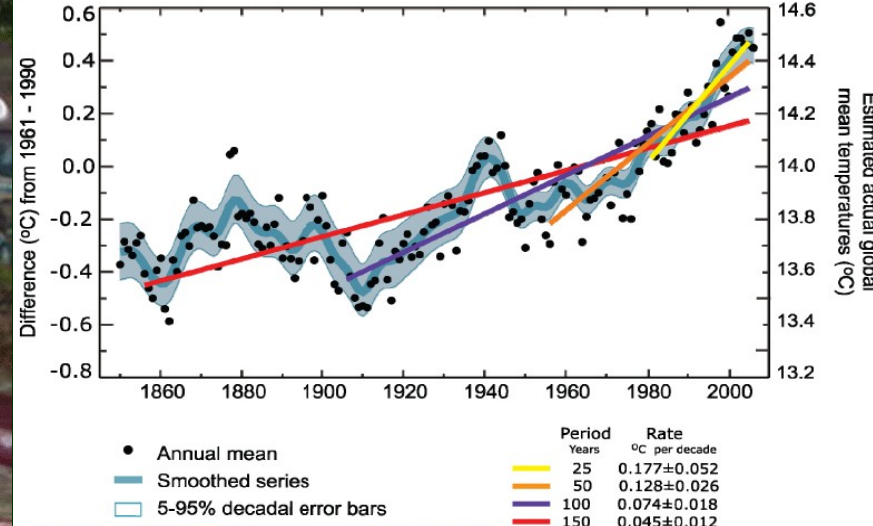 0.6
0.4
0.2
0.0
-0.2
-0.4
-0.6
-0.8
Difference (ºC) from 1961 - 1990
14.6
14.4
14.2
14.0
13.8
13.6
13.4
13.2
Estimated actual global
mean temperatures (ºC)
1860 1880 1900 1920 1940 1960 1980 2000
Annual mean
Smoothed series
5-95% decadal error bars
Period Rate
Years ºC per decade
25 0.177±0.052
50 0.128±0.026
100 0.074±0.018
150 0.045±0.012